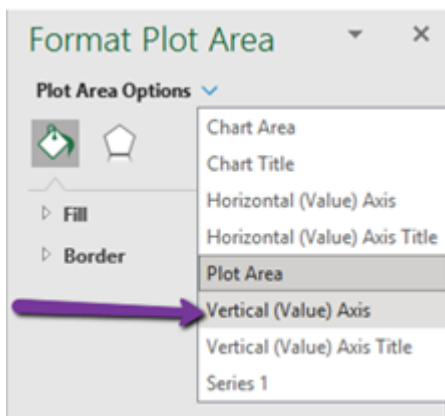 Format Plot Area
Plot Area Options
Chart Area
Chart Title
Horizontal (Value) Axis
Horizontal (Value) Axis Title
Plot Area
Vertical (Value) Axis
Vertical (Value) Axis Title
Series 1
Fill
Border